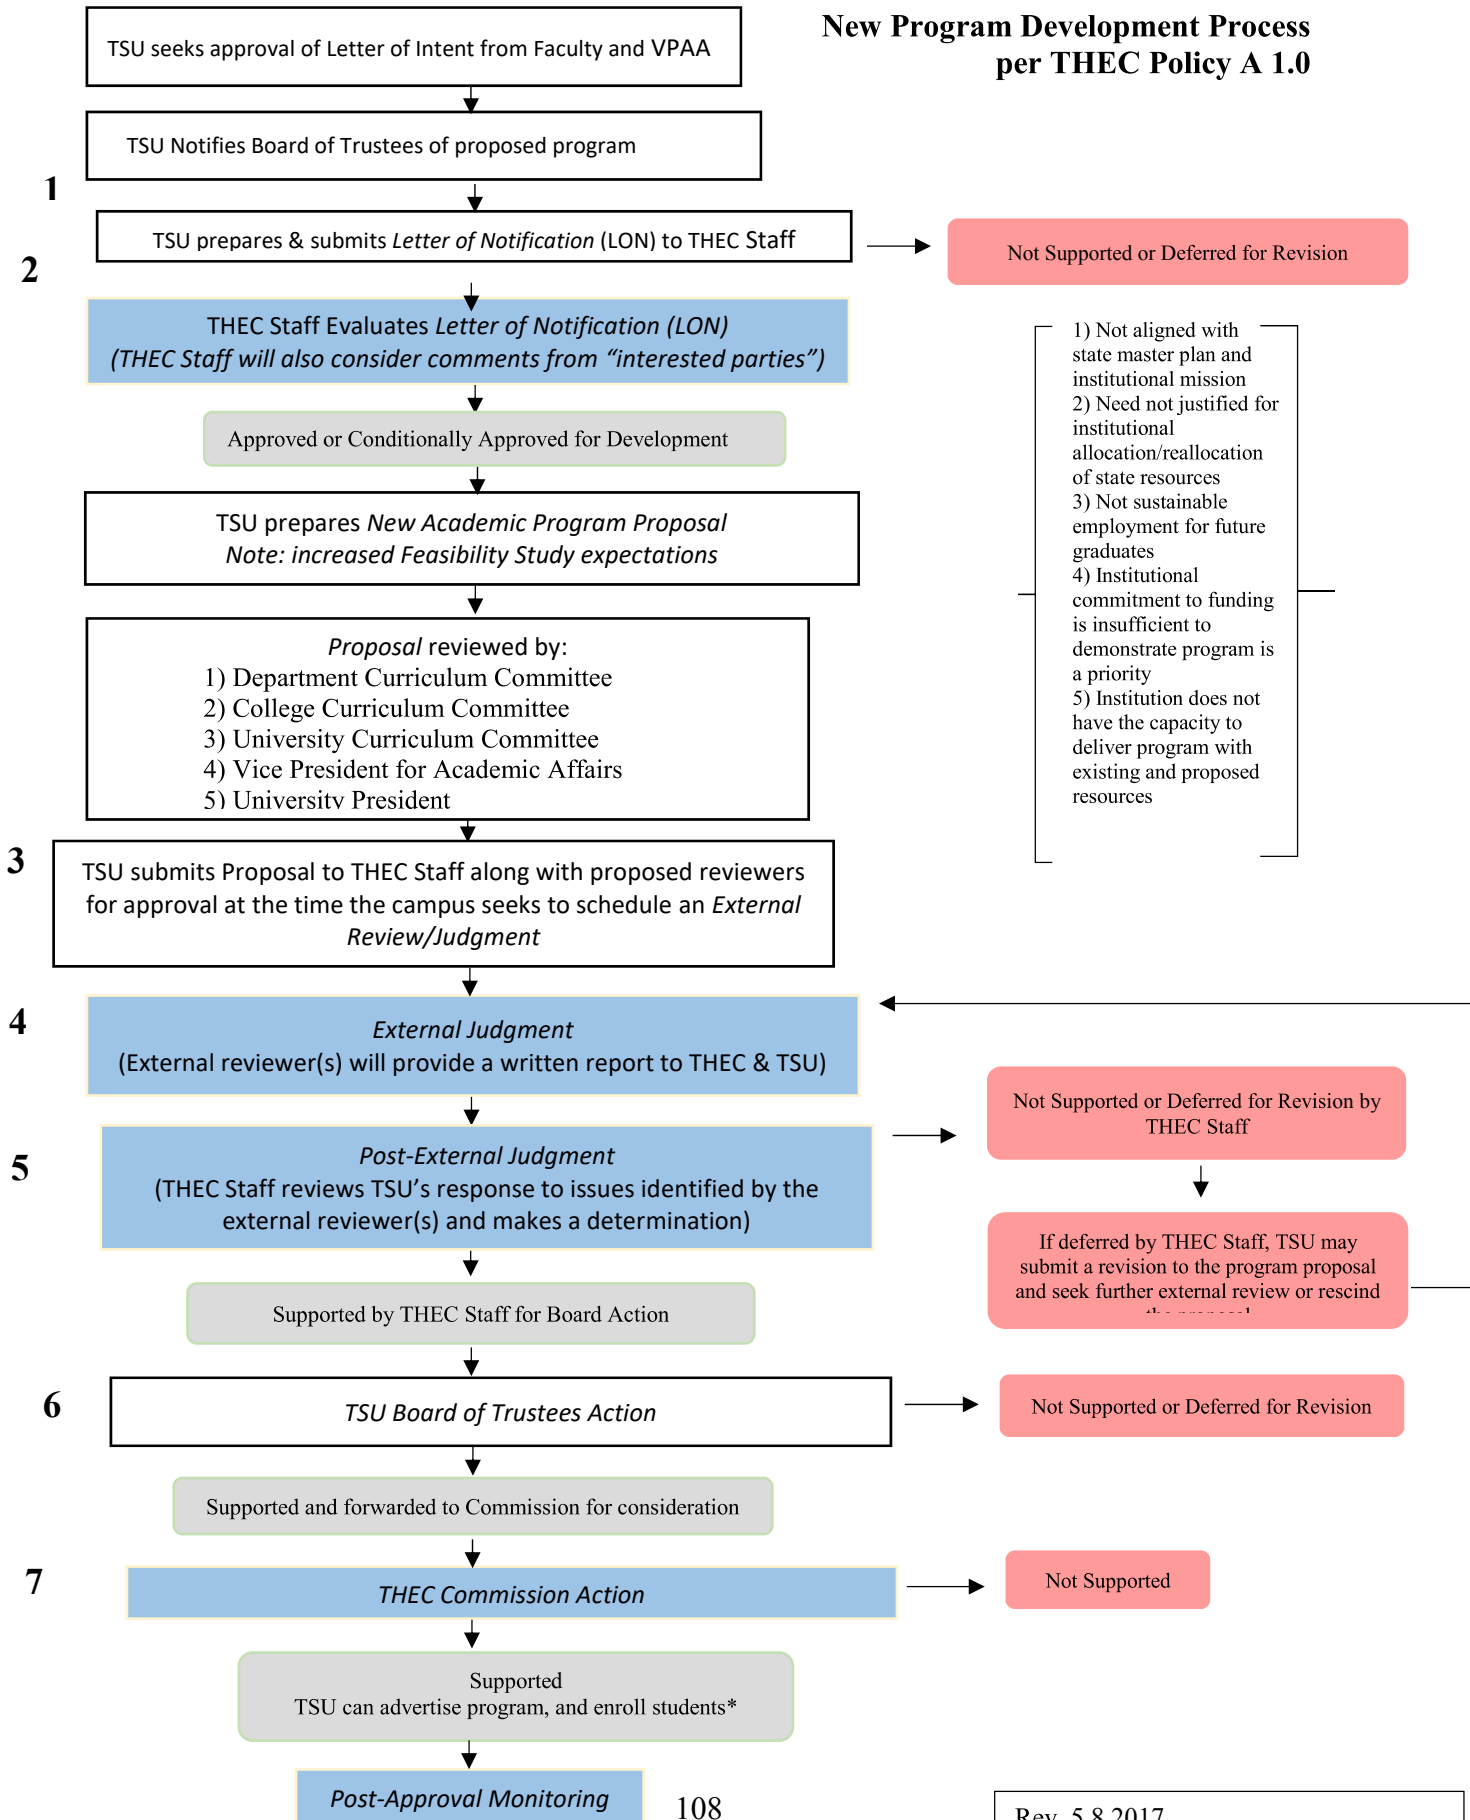 New Program Development Process
per THEC Policy A 1.0
TSU seeks approval of Letter of Intent from Faculty and VPAA
TSU Notifies Board of Trustees of proposed program
1
TSU prepares & submits Letter of Notification (LON) to THEC Staff
Not Supported or Deferred for Revision
2
THEC Staff Evaluates Letter of Notification (LON)
(THEC Staff will also consider comments from “interested parties”)
1) Not aligned with
state master plan and
institutional mission
2) Need not justified for
institutional
allocation/reallocation
of state resources
3) Not sustainable
employment for future
graduates
4) Institutional
commitment to funding
is insufficient to
demonstrate program is
a priority
5) Institution does not
have the capacity to
deliver program with
existing and proposed
resources
Approved or Conditionally Approved for Development
TSU prepares New Academic Program Proposal
Note: increased Feasibility Study expectations
Proposal reviewed by:
1) Department Curriculum Committee
2) College Curriculum Committee
3) University Curriculum Committee
4) Vice President for Academic Affairs
5) University President
3
TSU submits Proposal to THEC Staff along with proposed reviewers
for approval at the time the campus seeks to schedule an External
Review/Judgment
4
External Judgment
(External reviewer(s) will provide a written report to THEC & TSU)
5
Post-External Judgment
(THEC Staff reviews TSU’s response to issues identified by the
external reviewer(s) and makes a determination)
Not Supported or Deferred for Revision by
THEC Staff
If deferred by THEC Staff, TSU may
submit a revision to the program proposal
and seek further external review or rescind
the proposal
Supported by THEC Staff for Board Action
6
TSU Board of Trustees Action
Not Supported or Deferred for Revision
Supported and forwarded to Commission for consideration
7
THEC Commission Action
Not Supported
Supported
TSU can advertise program, and enroll students*
Post-Approval Monitoring
108
Rev. 5.8.2017